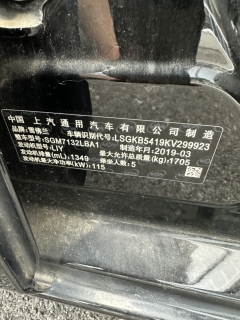 中国 上汽通用汽车有限公司 制造
品牌:雪佛兰 车辆识别代号:LSGKB5419KV299923
整车型号:SGM7132LBA1 制造年月:2019-03
发动机型号:LIY 最大允许总质量(kg):1705
发动机排量(mL):1349 乘坐人数:5
发动机最大净功率(kW):115